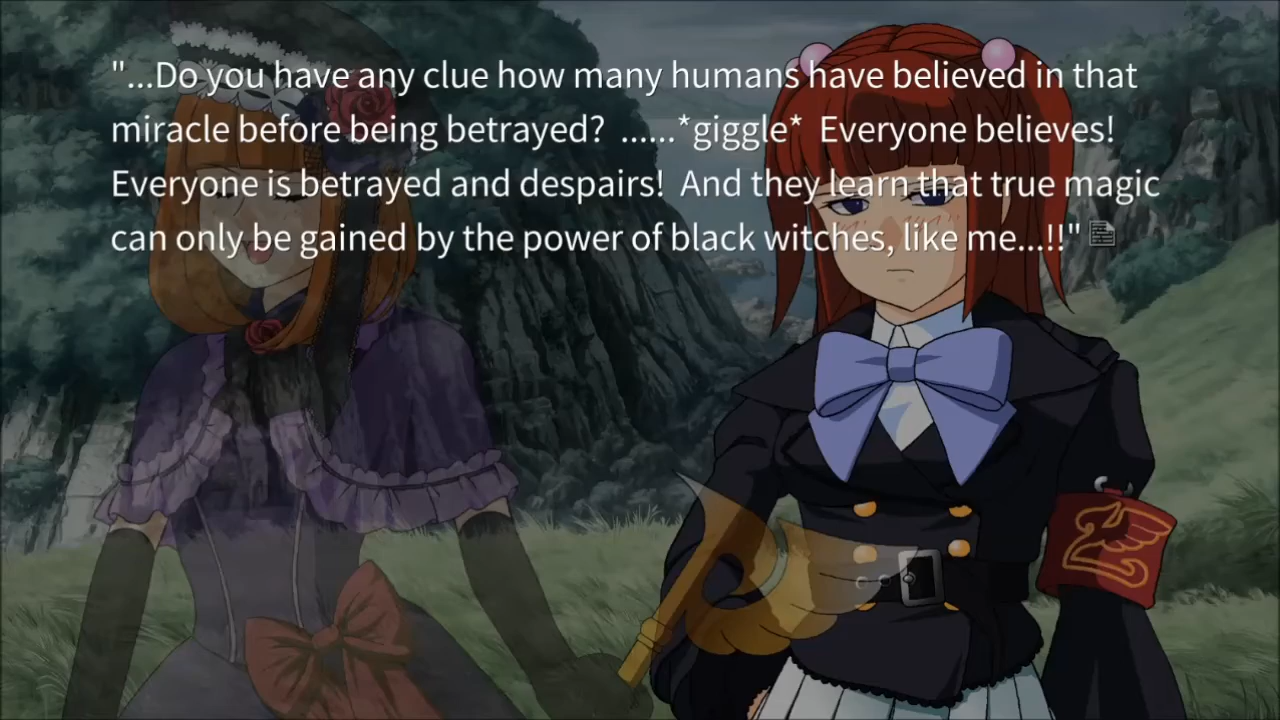 "...Do you have any clue how many humans have believed in that
miracle before being betrayed?  ......*giggle*  Everyone believes!
Everyone is betrayed and despairs!  And they learn that true magic
can only be gained by the power of black witches, like me...!!"